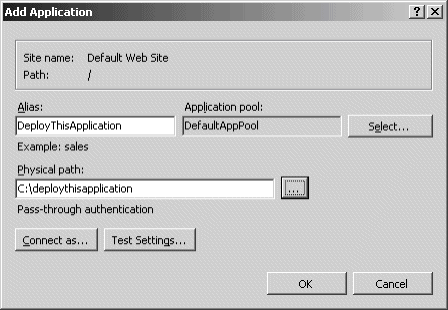 Add Application
Site name: Default Web Site
Path: /
Alias: Application pool:
DeployThisApplication DefaultAppPool Select...
Example: sales
Physical path:
C:\deploythisapplication ...
Pass-through authentication
Connect as... Test Settings...
OK Cancel